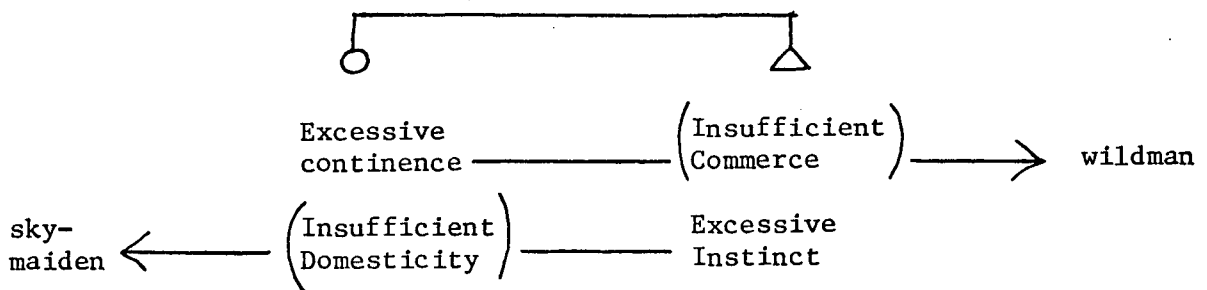 Excessive
continence
(Insufficient
Commerce)
wildman
sky-
maiden
(Insufficient
Domesticity)
Excessive
Instinct